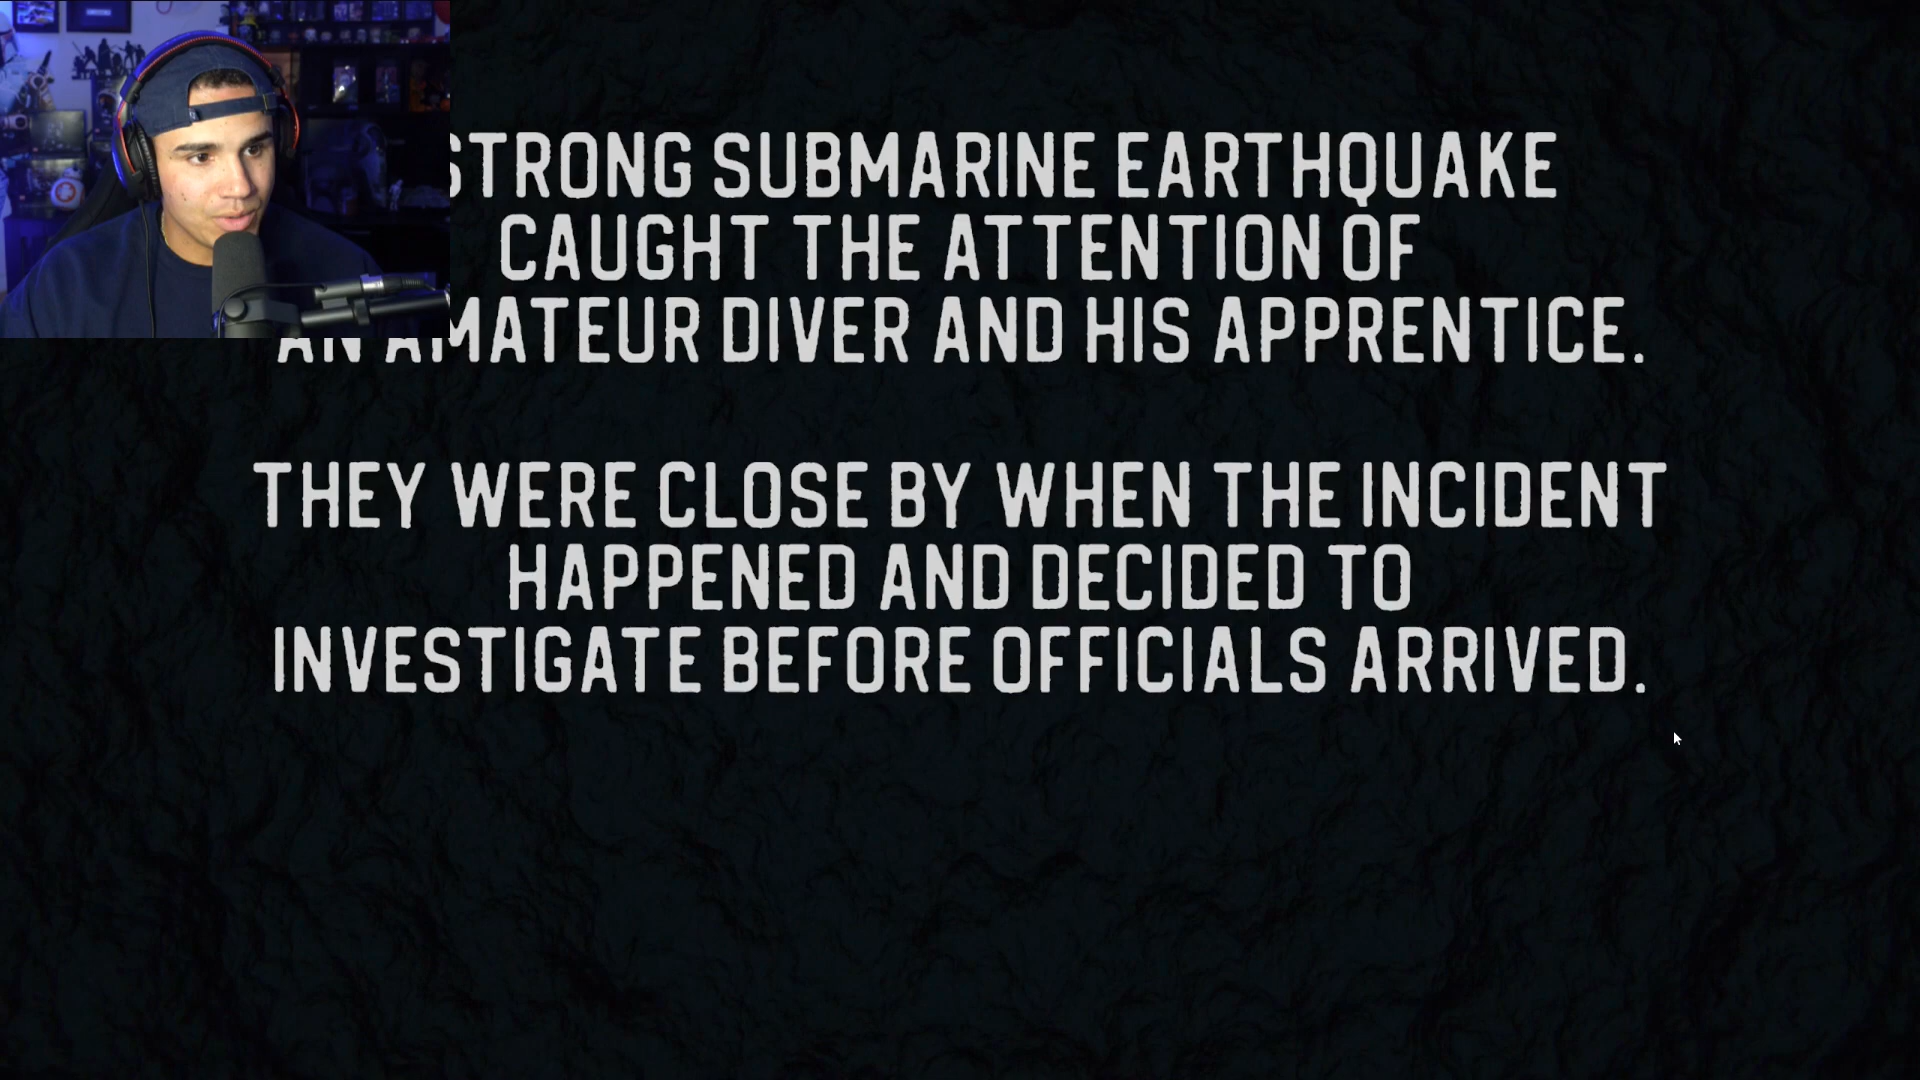 STRONG SUBMARINE EARTHQUAKE
CAUGHT THE ATTENTION OF
AN AMATEUR DIVER AND HIS APPRENTICE.
THEY WERE CLOSE BY WHEN THE INCIDENT
HAPPENED AND DECIDED TO
INVESTIGATE BEFORE OFFICIALS ARRIVED.